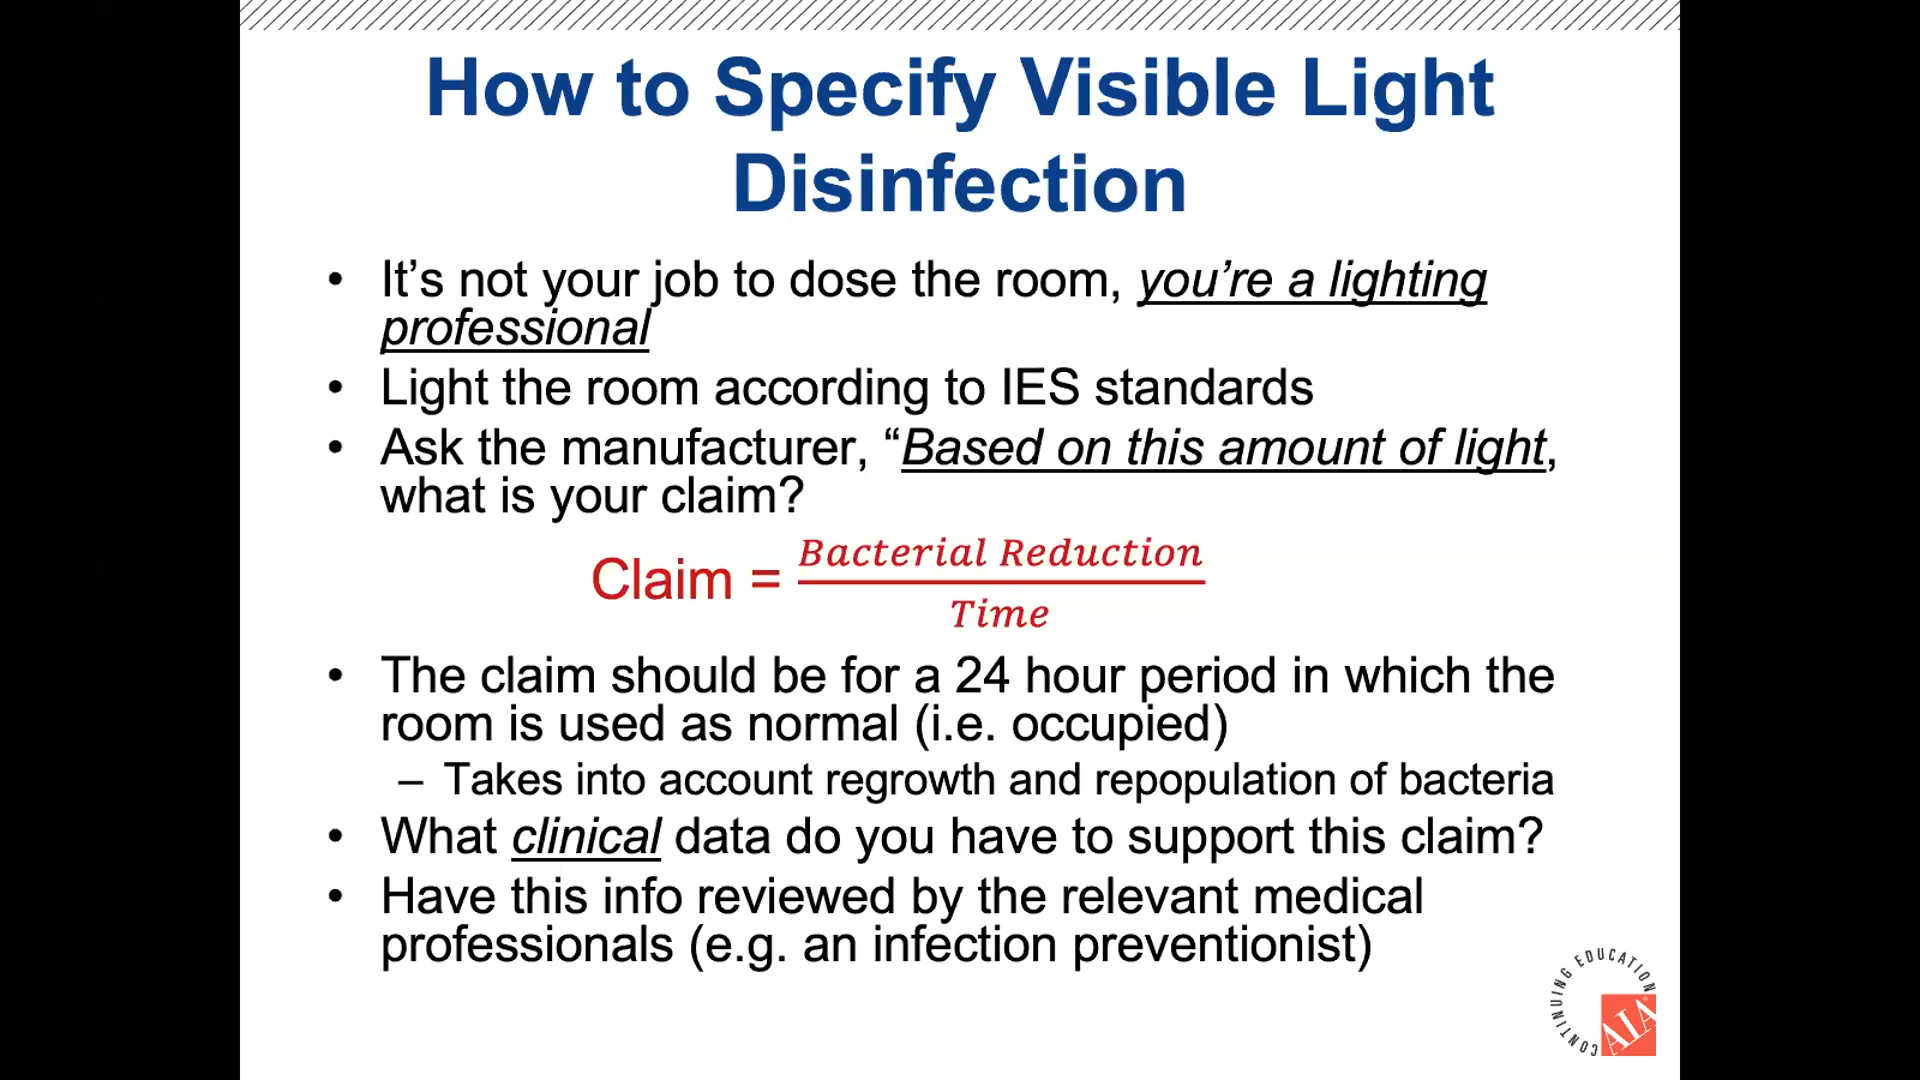 How to Specify Visible Light
Disinfection
• It’s not your job to dose the room, you’re a lighting
professional
• Light the room according to IES standards
• Ask the manufacturer, “Based on this amount of light,
what is your claim?
Claim = Bacterial Reduction
Time
• The claim should be for a 24 hour period in which the
room is used as normal (i.e. occupied)
– Takes into account regrowth and repopulation of bacteria
• What clinical data do you have to support this claim?
• Have this info reviewed by the relevant medical
professionals (e.g. an infection preventionist)
CONTINUING EDUCATION
AIA